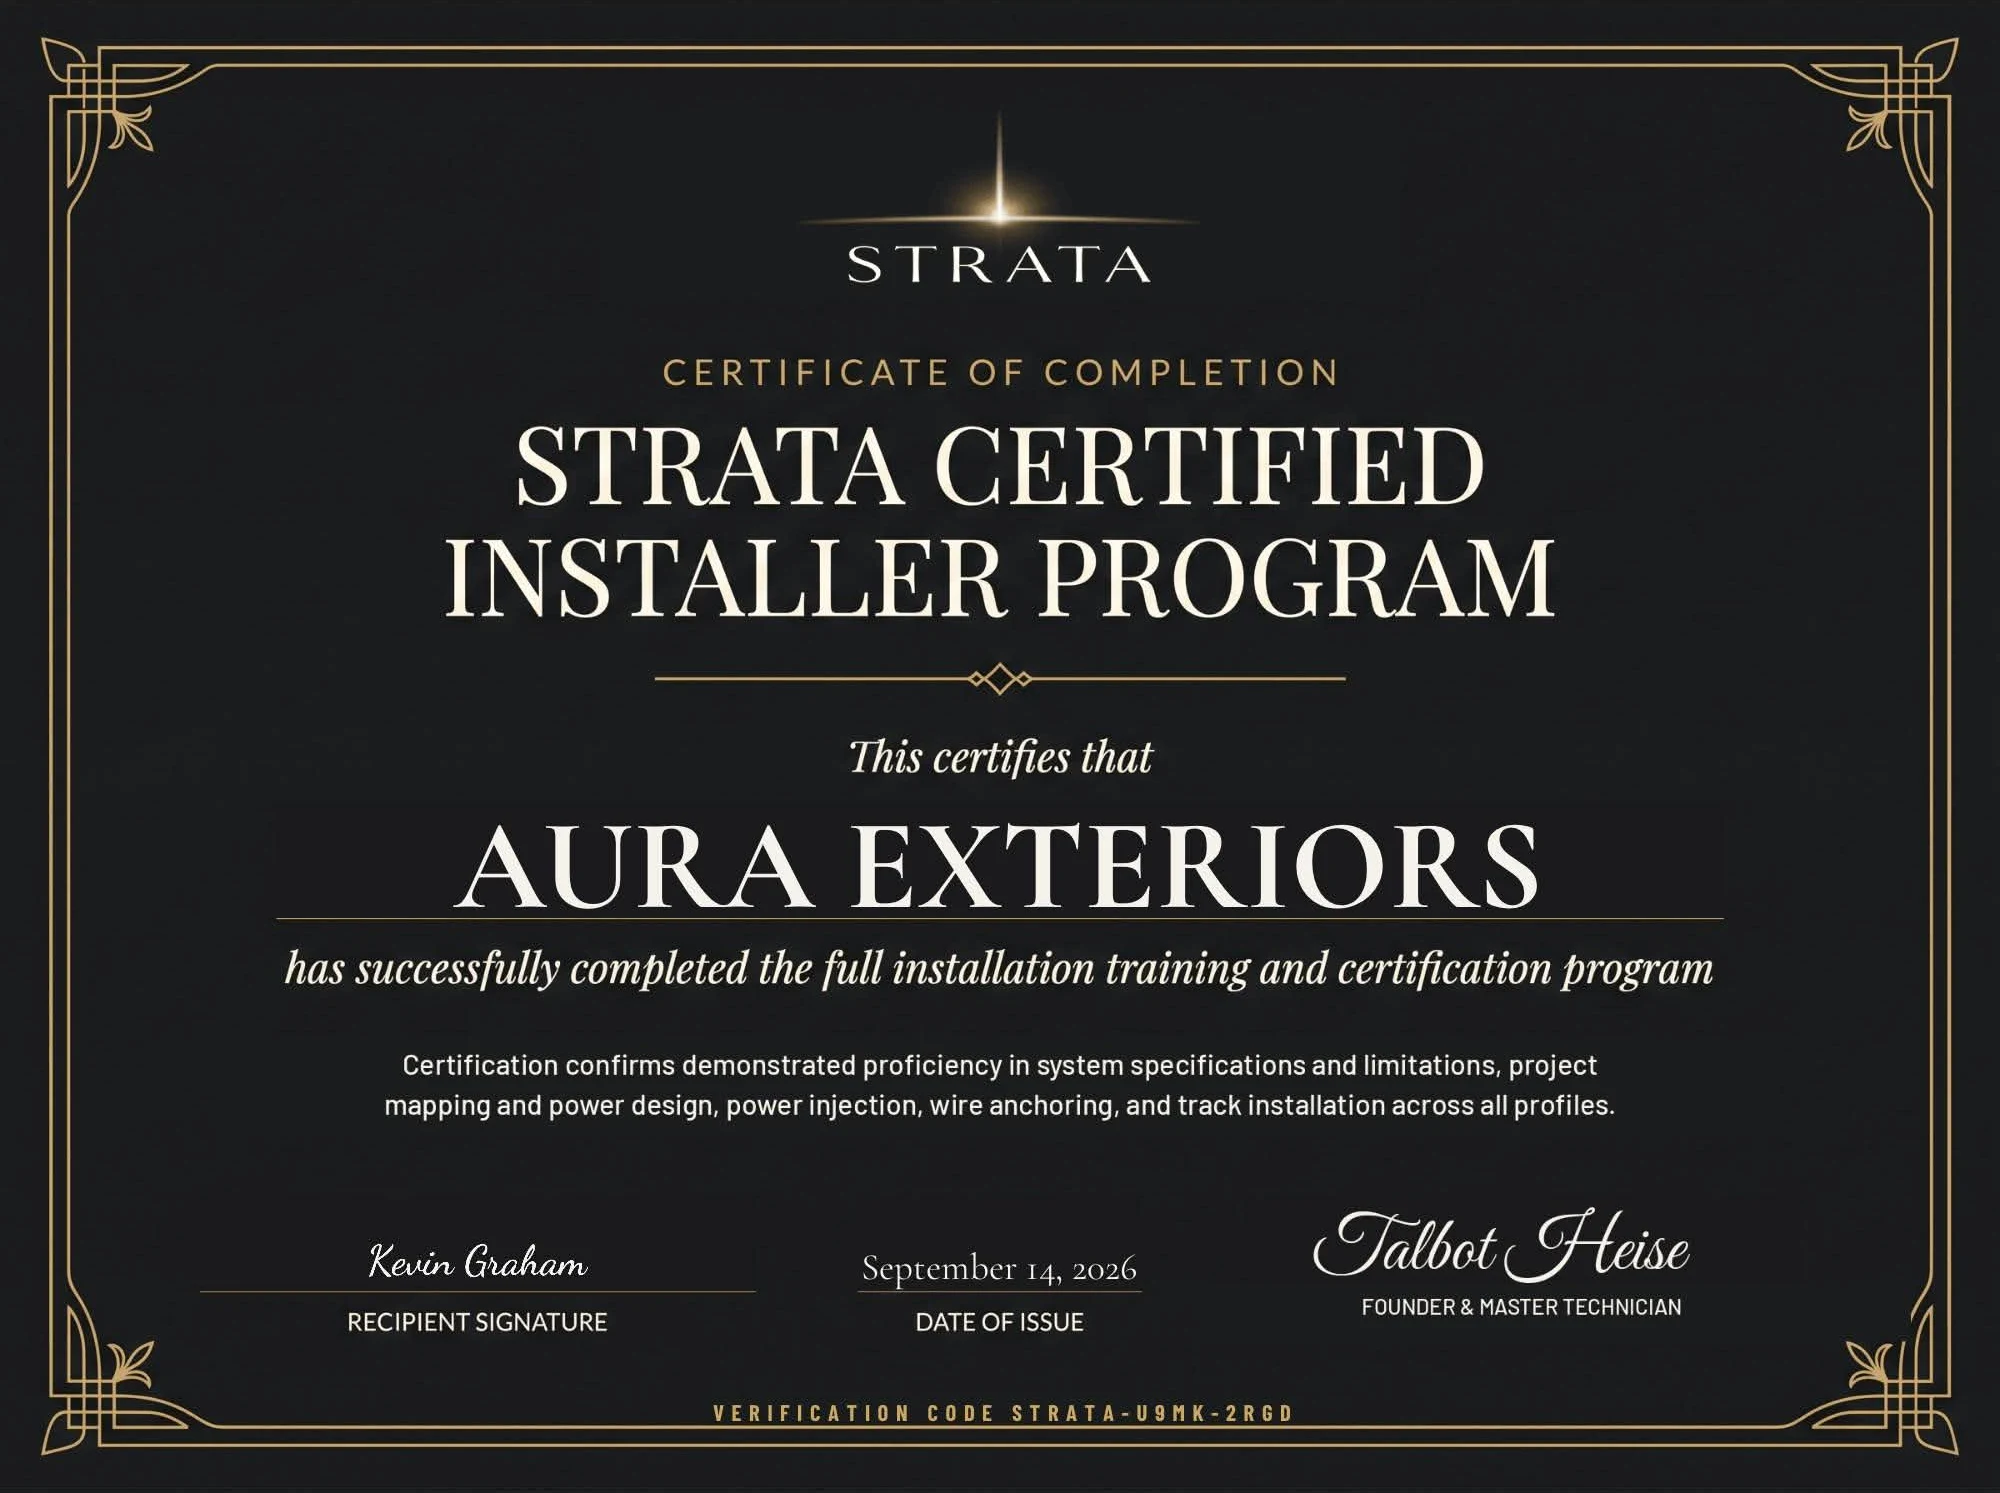 STRATA
CERTIFICATE OF COMPLETION
STRATA CERTIFIED
INSTALLER PROGRAM
This certifies that
AURA EXTERIORS
has successfully completed the full installation training and certification program
Certification confirms demonstrated proficiency in system specifications and limitations, project
mapping and power design, power injection, wire anchoring, and track installation across all profiles.
Kevin Graham
RECIPIENT SIGNATURE
September 14, 2026
DATE OF ISSUE
Talbot Heise
FOUNDER & MASTER TECHNICIAN
VERIFICATION CODE STRATA-U9MK-2RGD